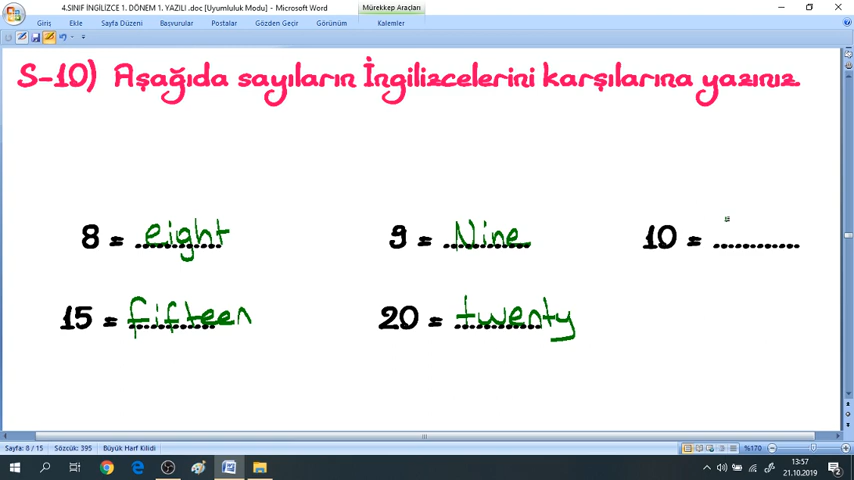 4.SINIF INGİLİZCE 1. DÖNEM 1. YAZILI .doc [Uyumluluk Modu] - Microsoft Word
Mürekkep Araçları
Giriş Ekle Sayfa Düzeni Başvurular Postalar Gözden Geçir Görünüm Kalemler
S-10) Aşağıda sayıların İngilizcelerini karşılarına yazınız
8 = eight 9 = Nine 10 = ............
15 = fifteen 20 = twenty
Sayfa: 8 / 15 Sözcük: 395 Büyük Harf Kilidi %170
13:57
21.10.2019
2